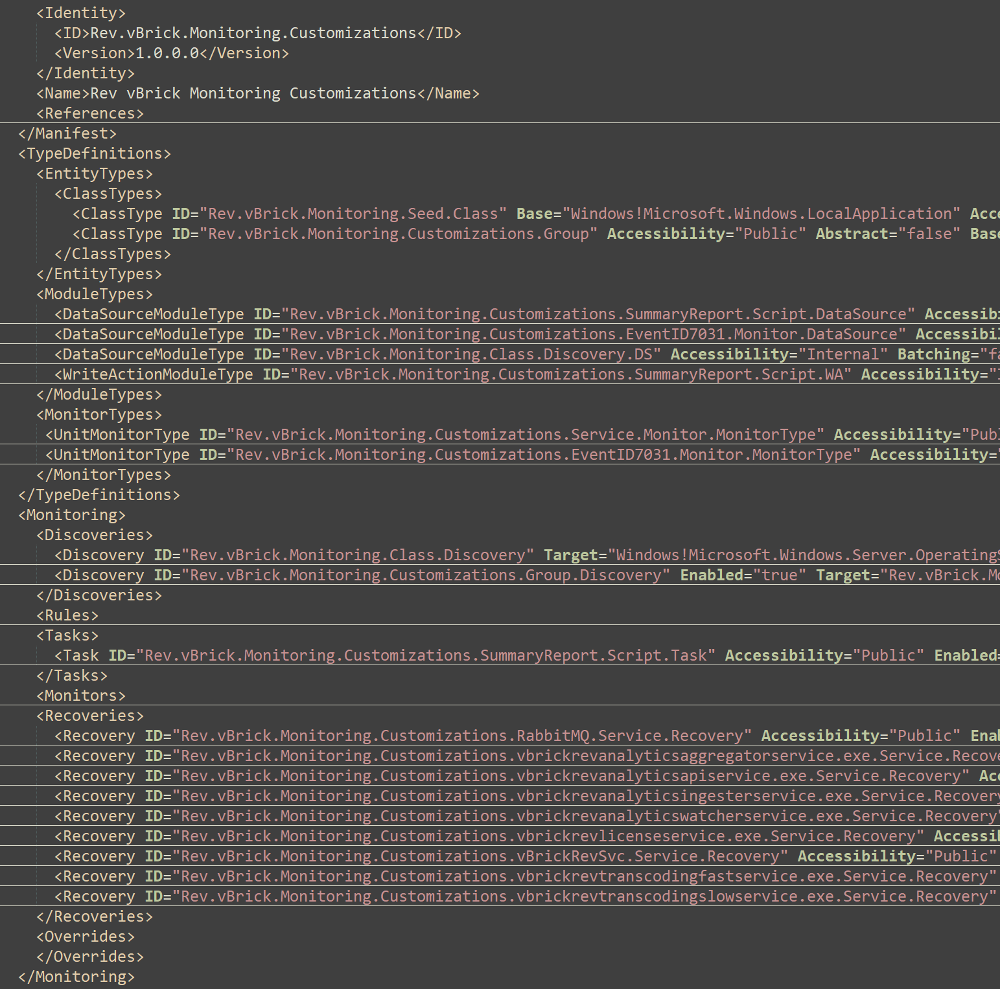 <Identity>
<ID>Rev.vBrick.Monitoring.Customizations</ID>
<Version>1.0.0.0</Version>
</Identity>
<Name>Rev vBrick Monitoring Customizations</Name>
<References>
</Manifest>
<TypeDefinitions>
<EntityTypes>
<ClassTypes>
<ClassType ID="Rev.vBrick.Monitoring.Seed.Class" Base="Windows!Microsoft.Windows.LocalApplication" Acce
<ClassType ID="Rev.vBrick.Monitoring.Customizations.Group" Accessibility="Public" Abstract="false" Base
</ClassTypes>
</EntityTypes>
<ModuleTypes>
<DataSourceModuleType ID="Rev.vBrick.Monitoring.Customizations.SummaryReport.Script.DataSource" Accessibi
<DataSourceModuleType ID="Rev.vBrick.Monitoring.Customizations.EventID7031.Monitor.DataSource" Accessibil
<DataSourceModuleType ID="Rev.vBrick.Monitoring.Class.Discovery.DS" Accessibility="Internal" Batching="fa
<WriteActionModuleType ID="Rev.vBrick.Monitoring.Customizations.SummaryReport.Script.WA" Accessibility="I
</ModuleTypes>
<MonitorTypes>
<UnitMonitorType ID="Rev.vBrick.Monitoring.Customizations.Service.Monitor.MonitorType" Accessibility="Publ
<UnitMonitorType ID="Rev.vBrick.Monitoring.Customizations.EventID7031.Monitor.MonitorType" Accessibility="
</MonitorTypes>
</TypeDefinitions>
<Monitoring>
<Discoveries>
<Discovery ID="Rev.vBrick.Monitoring.Class.Discovery" Target="Windows!Microsoft.Windows.Server.OperatingS
<Discovery ID="Rev.vBrick.Monitoring.Customizations.Group.Discovery" Enabled="true" Target="Rev.vBrick.Mo
</Discoveries>
<Rules>
<Tasks>
<Task ID="Rev.vBrick.Monitoring.Customizations.SummaryReport.Script.Task" Accessibility="Public" Enabled=
</Tasks>
<Monitors>
<Recoveries>
<Recovery ID="Rev.vBrick.Monitoring.Customizations.RabbitMQ.Service.Recovery" Accessibility="Public" Enab
<Recovery ID="Rev.vBrick.Monitoring.Customizations.vbrickrevanalyticsaggregatorservice.exe.Service.Recove
<Recovery ID="Rev.vBrick.Monitoring.Customizations.vbrickrevanalyticsapiservice.exe.Service.Recovery" Acc
<Recovery ID="Rev.vBrick.Monitoring.Customizations.vbrickrevanalyticsingesterservice.exe.Service.Recovery
<Recovery ID="Rev.vBrick.Monitoring.Customizations.vbrickrevanalyticswatcherservice.exe.Service.Recovery"
<Recovery ID="Rev.vBrick.Monitoring.Customizations.vbrickrevlicenseservice.exe.Service.Recovery" Accessib
<Recovery ID="Rev.vBrick.Monitoring.Customizations.vBrickRevSvc.Service.Recovery" Accessibility="Public"
<Recovery ID="Rev.vBrick.Monitoring.Customizations.vbrickrevtranscodingfastservice.exe.Service.Recovery"
<Recovery ID="Rev.vBrick.Monitoring.Customizations.vbrickrevtranscodingslowservice.exe.Service.Recovery"
</Recoveries>
<Overrides>
</Overrides>
</Monitoring>